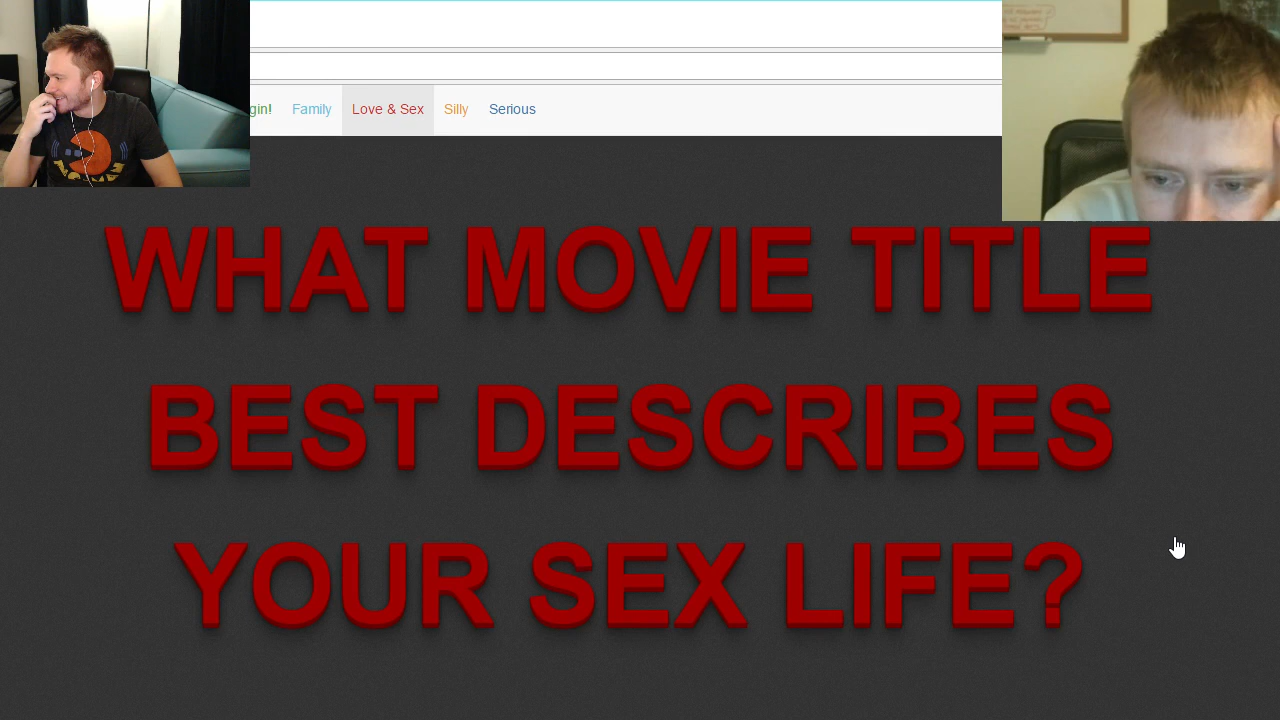 gin! Family Love & Sex Silly Serious
WHAT MOVIE TITLE
BEST DESCRIBES
YOUR SEX LIFE?